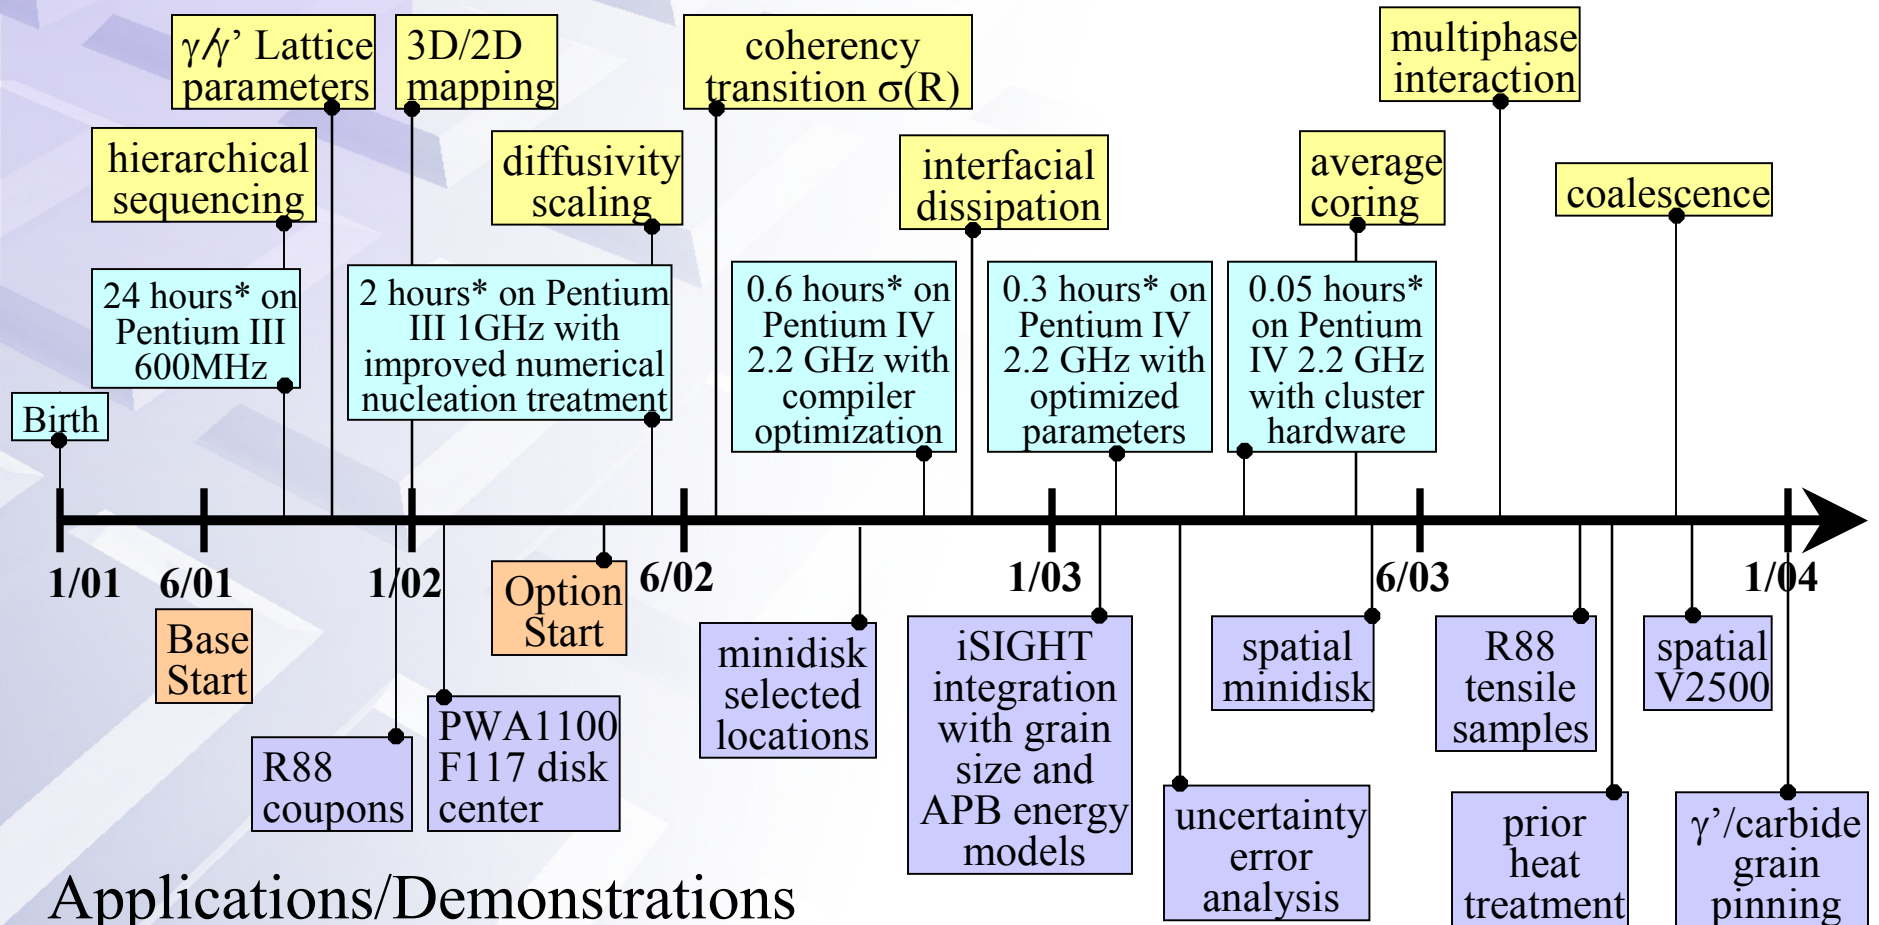 γ/γ’ Lattice
parameters
3D/2D
mapping
coherency
transition σ(R)
multiphase
interaction
hierarchical
sequencing
diffusivity
scaling
interfacial
dissipation
average
coring
coalescence
24 hours* on
Pentium III
600MHz
2 hours* on Pentium
III 1GHz with
improved numerical
nucleation treatment
0.6 hours* on
Pentium IV
2.2 GHz with
compiler
optimization
0.3 hours* on
Pentium IV
2.2 GHz with
optimized
parameters
0.05 hours*
on Pentium
IV 2.2 GHz
with cluster
hardware
Birth
1/01
6/01
1/02
6/02
1/03
6/03
1/04
Base
Start
Option
Start
R88
coupons
PWA1100
F117 disk
center
minidisk
selected
locations
iSIGHT
integration
with grain
size and
APB energy
models
uncertainty
error
analysis
spatial
minidisk
R88
tensile
samples
prior
heat
treatment
spatial
V2500
γ’/carbide
grain
pinning
Applications/Demonstrations